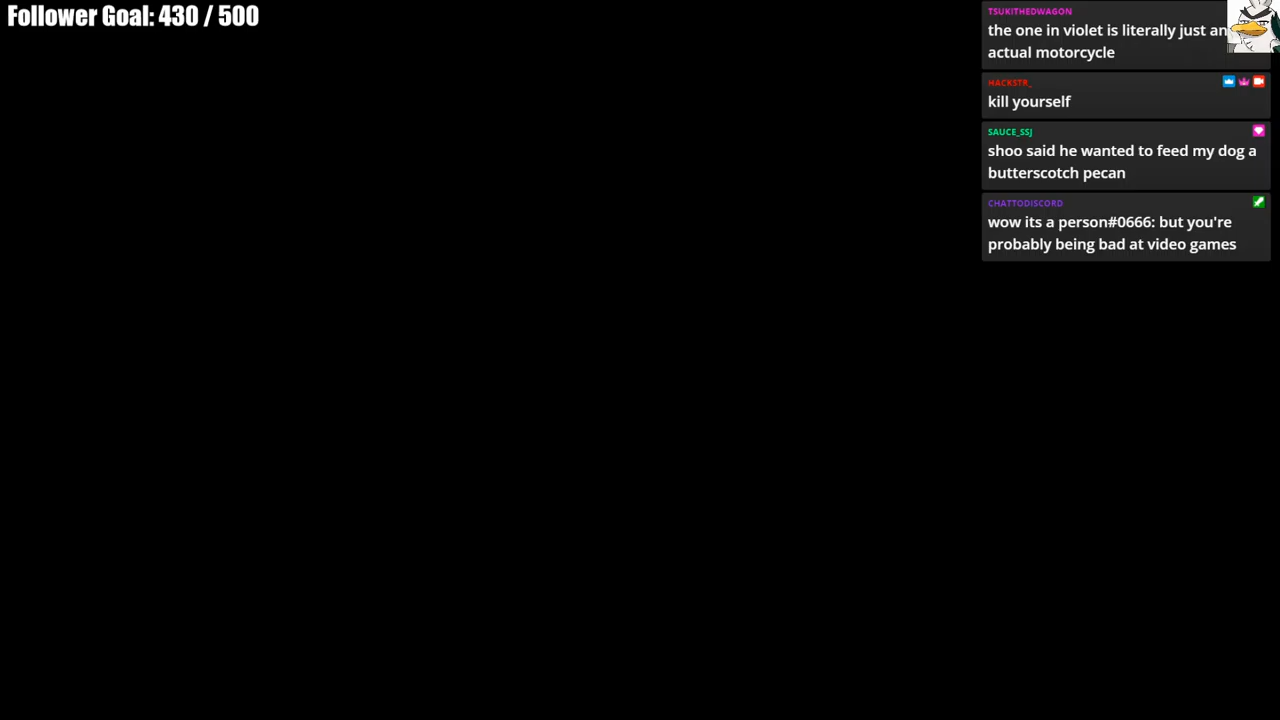 Follower Goal: 430 / 500
TSUKITHEDWAGON
the one in violet is literally just an
actual motorcycle
HACKSTR_
kill yourself
SAUCE_SSJ
shoo said he wanted to feed my dog a
butterscotch pecan
CHATTODISCORD
wow its a person#0666: but you're
probably being bad at video games